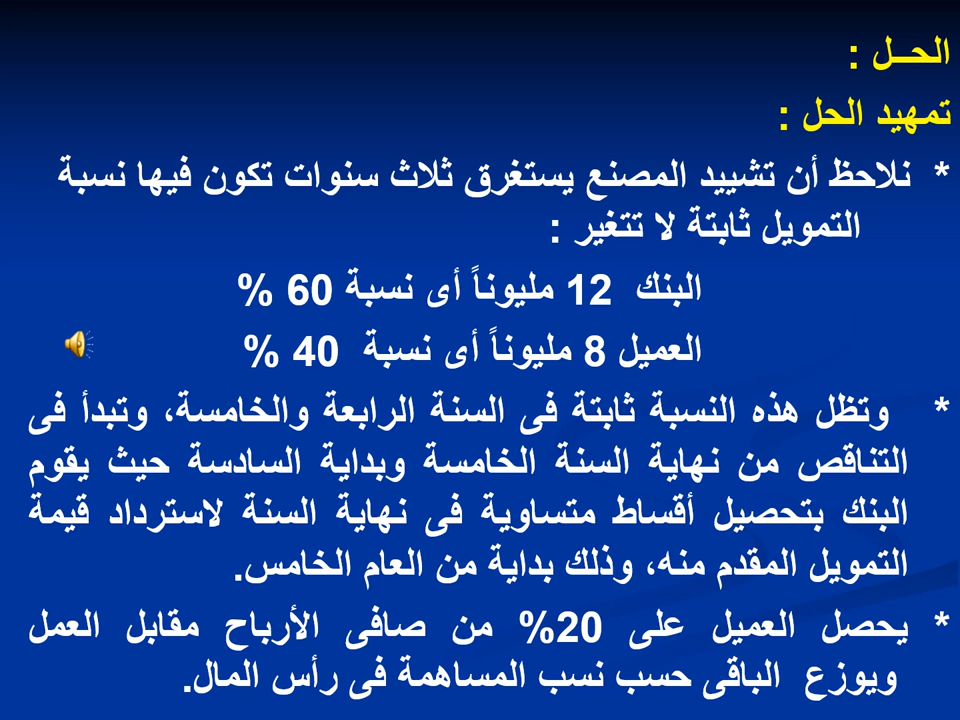 الحــل :
تمهيد الحل :
* نلاحظ أن تشييد المصنع يستغرق ثلاث سنوات تكون فيها نسبة
التمويل ثابتة لا تتغير :
البنك 12 مليوناً أى نسبة 60 %
العميل 8 مليوناً أى نسبة 40 %
* وتظل هذه النسبة ثابتة فى السنة الرابعة والخامسة، وتبدأ فى
التناقص من نهاية السنة الخامسة وبداية السادسة حيث يقوم
البنك بتحصيل أقساط متساوية فى نهاية السنة لاسترداد قيمة
التمويل المقدم منه، وذلك بداية من العام الخامس.
* يحصل العميل على 20% من صافى الأرباح مقابل العمل
ويوزع الباقى حسب نسب المساهمة فى رأس المال.